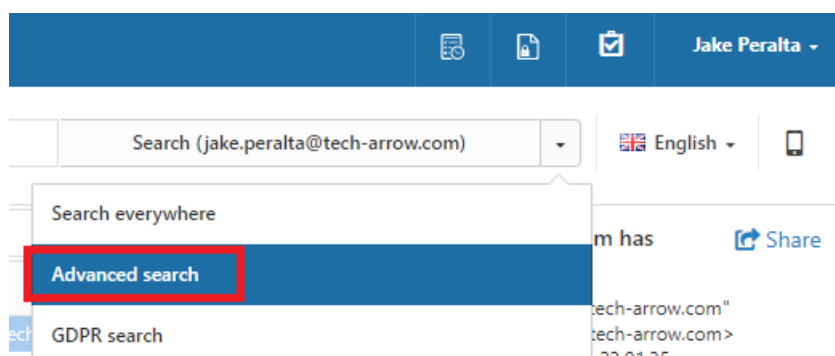 Jake Peralta
Search (jake.peralta@tech-arrow.com)
English
Search everywhere
m has
Share
Advanced search
tech-arrow.com"
GDPR search
tech-arrow.com>